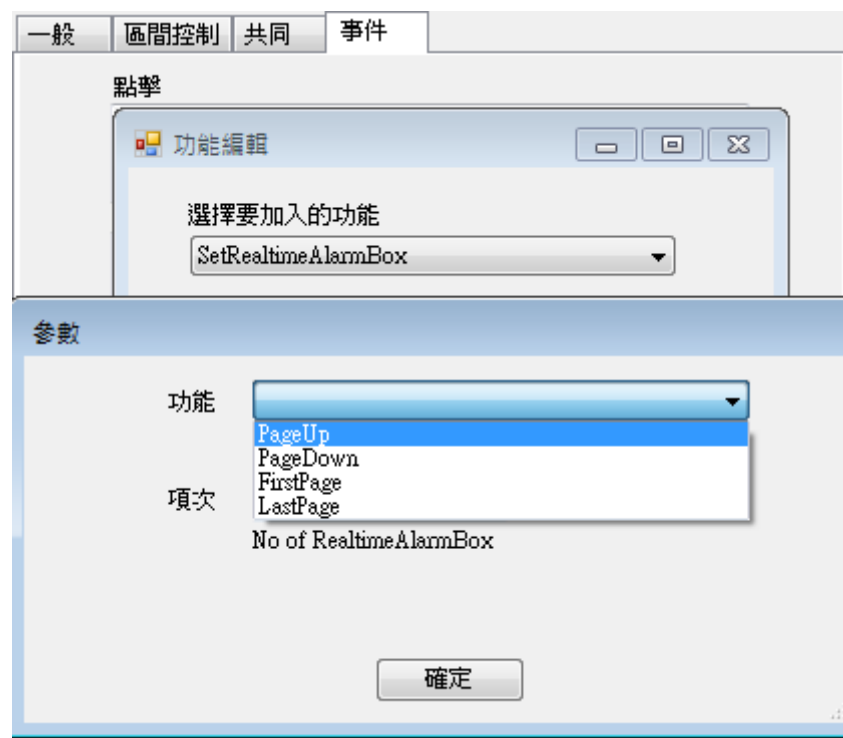 一般 區間控制 共同 事件
點擊
功能編輯
選擇要加入的功能
SetRealtimeAlarmBox
參數
功能
PageUp
PageDown
FirstPage
項次
LastPage
No of RealtimeAlarmBox
確定